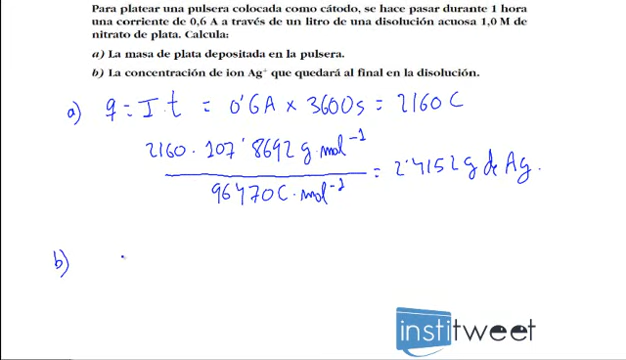 Para platear una pulsera colocada como cátodo, se hace pasar durante 1 hora
una corriente de 0,6 A a través de un litro de una disolución acuosa 1,0 M de
nitrato de plata. Calcula:
a) La masa de plata depositada en la pulsera.
b) La concentración de ion Ag⁺ que quedará al final en la disolución.
a) q = I · t = 0'6A × 3600s = 2160 C
2160 · 107'8692 g·mol⁻¹
96470C·mol⁻¹
= 2'4152 g de Ag.
b)
institweet